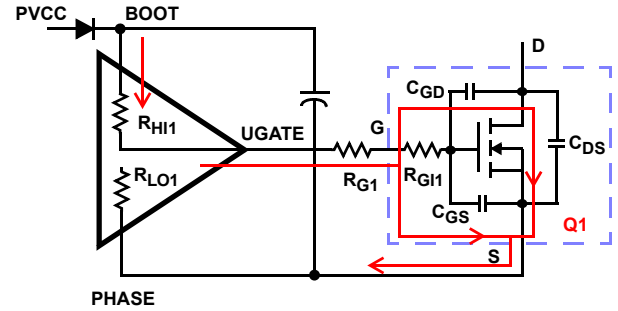 PVCC
BOOT
D
CGD
RHI1
UGATE
G
CDS
RLO1
RG1
RGI1
CGS
Q1
S
PHASE